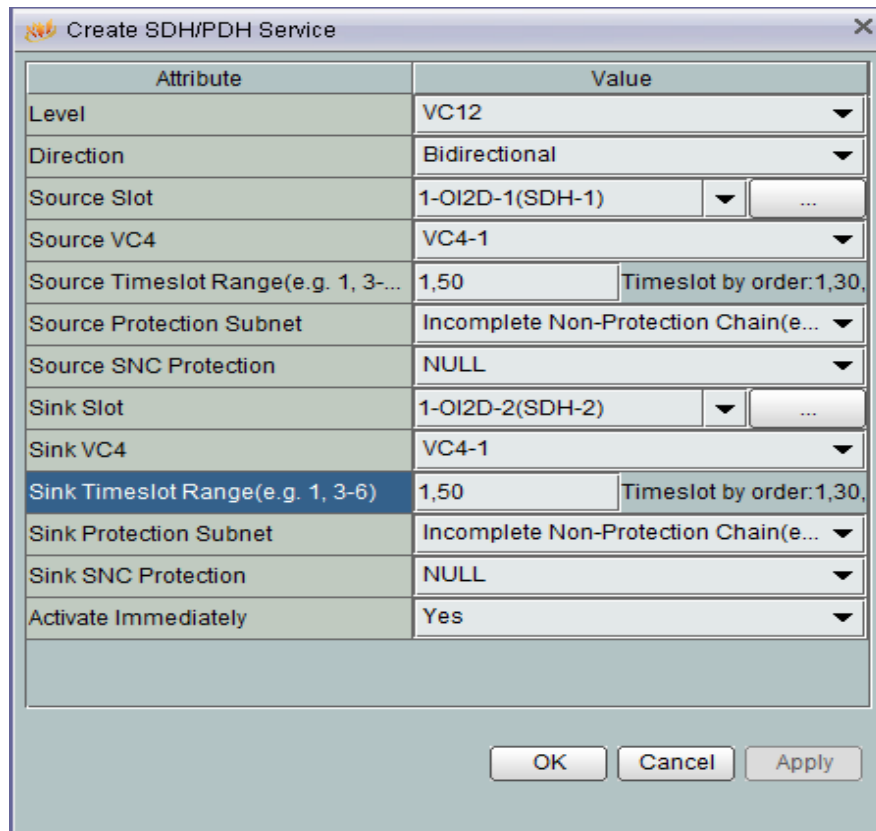 Create SDH/PDH Service
Attribute Value
Level VC12
Direction Bidirectional
Source Slot 1-OI2D-1(SDH-1) ...
Source VC4 VC4-1
Source Timeslot Range(e.g. 1, 3-... 1,50 Timeslot by order:1,30,
Source Protection Subnet Incomplete Non-Protection Chain(e...
Source SNC Protection NULL
Sink Slot 1-OI2D-2(SDH-2) ...
Sink VC4 VC4-1
Sink Timeslot Range(e.g. 1, 3-6) 1,50 Timeslot by order:1,30,
Sink Protection Subnet Incomplete Non-Protection Chain(e...
Sink SNC Protection NULL
Activate Immediately Yes
OK Cancel Apply